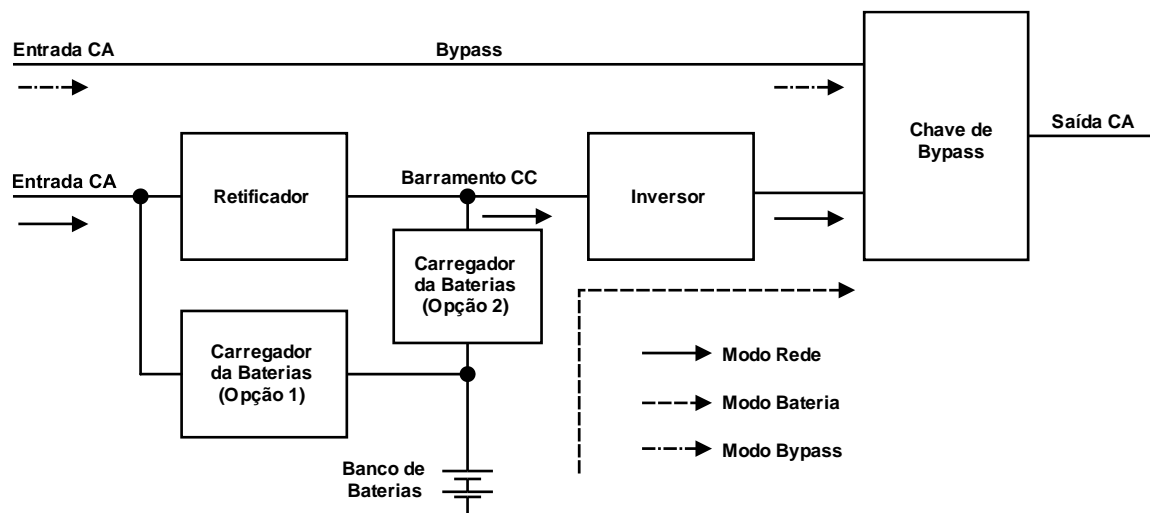 Entrada CA
Bypass
Chave de
Bypass
Saída CA
Entrada CA
Retificador
Barramento CC
Inversor
Carregador
da Baterias
(Opção 2)
Carregador
da Baterias
(Opção 1)
Modo Rede
Modo Bateria
Modo Bypass
Banco de
Baterias